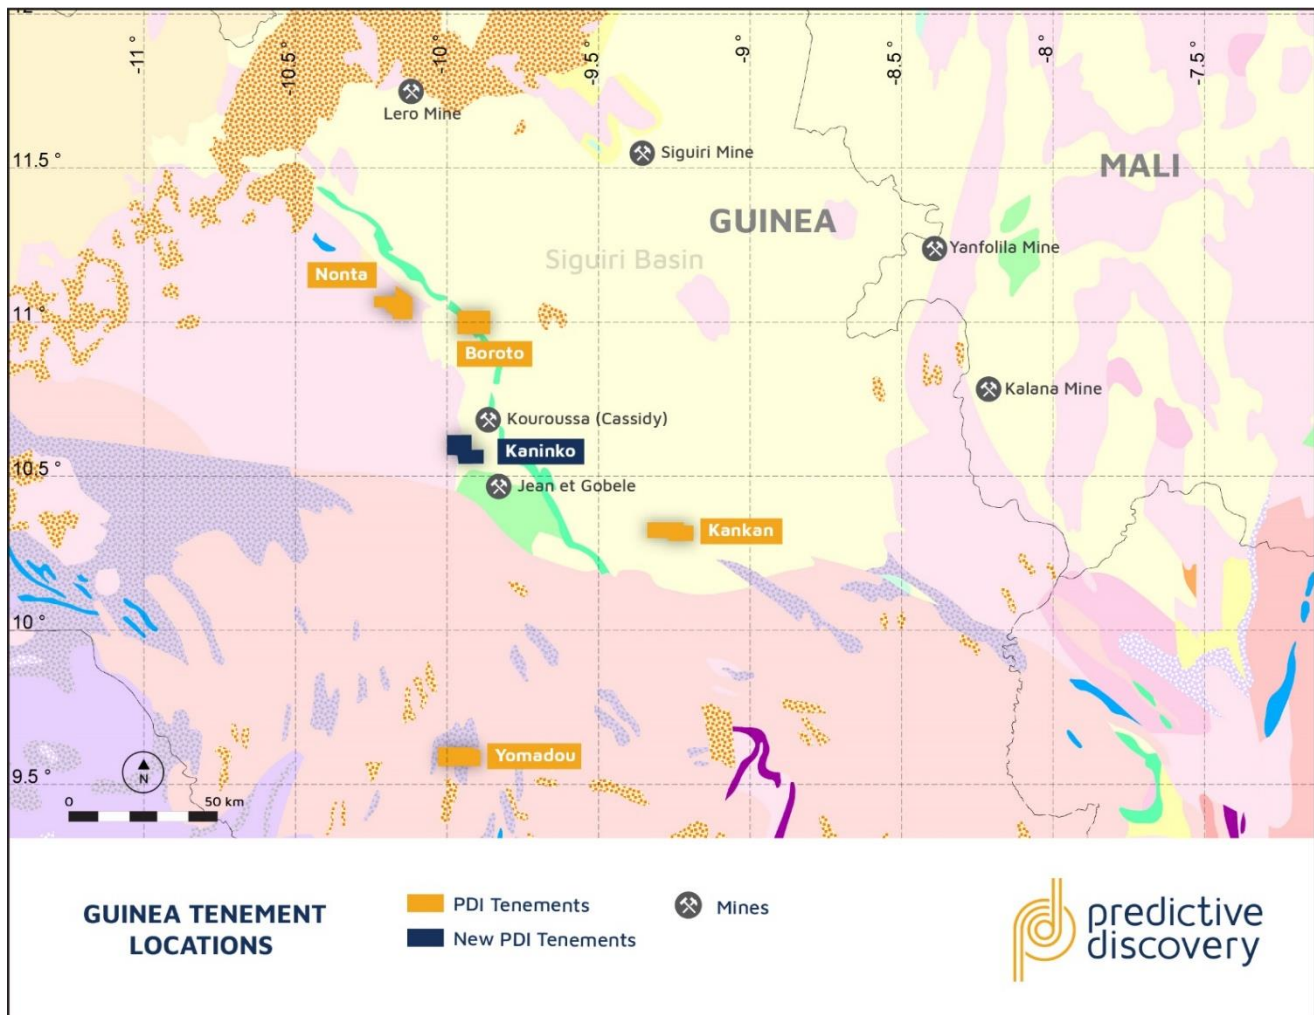 12°
-11°
-10.5°
-10°
-9.5°
-9°
-8.5°
-8°
-7.5°
Lero Mine
11.5°
Siguiri Mine
MALI
GUINEA
Siguiri Basin
Yanfolila Mine
Nonta
11°
Boroto
Kalana Mine
Kouroussa (Cassidy)
Kaninko
10.5°
Jean et Gobele
Kankan
10°
Yomadou
N
9.5°
0 50 km
GUINEA TENEMENT
LOCATIONS
PDI Tenements
New PDI Tenements
Mines
predictive
discovery